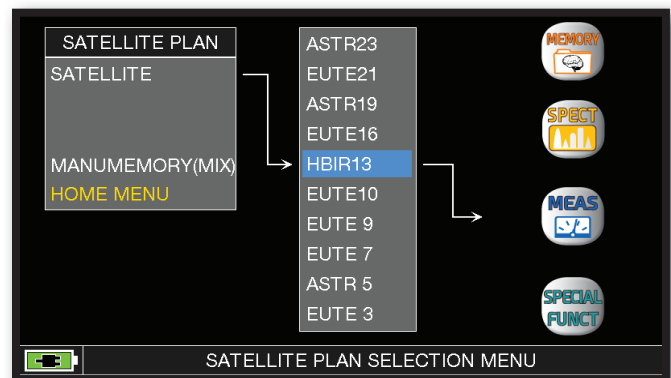 SATELLITE PLAN
SATELLITE
MANUMEMORY(MIX)
HOME MENU
ASTR23
EUTE21
ASTR19
EUTE16
HBIR13
EUTE10
EUTE 9
EUTE 7
ASTR 5
EUTE 3
MEMORY
SPECT
MEAS
SPECIAL
FUNCT
SATELLITE PLAN SELECTION MENU